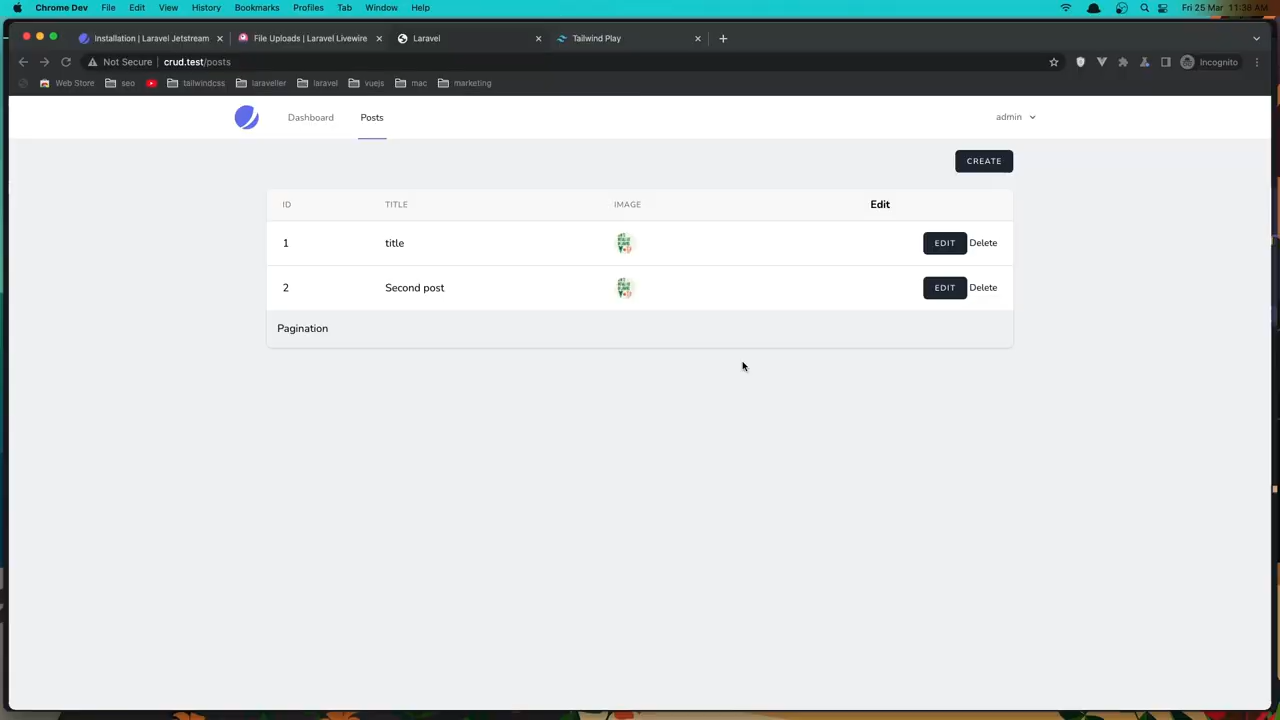 Chrome Dev File Edit View History Bookmarks Profiles Tab Window Help Fri 25 Mar 11:38 AM
Installation | Laravel Jetstream File Uploads | Laravel Livewire Laravel Tailwind Play
Not Secure crud.test/posts Incognito
Web Store seo tailwindcss laraveller laravel vuejs mac marketing
Dashboard Posts admin
CREATE
ID TITLE IMAGE Edit
1 title EDIT Delete
2 Second post EDIT Delete
Pagination